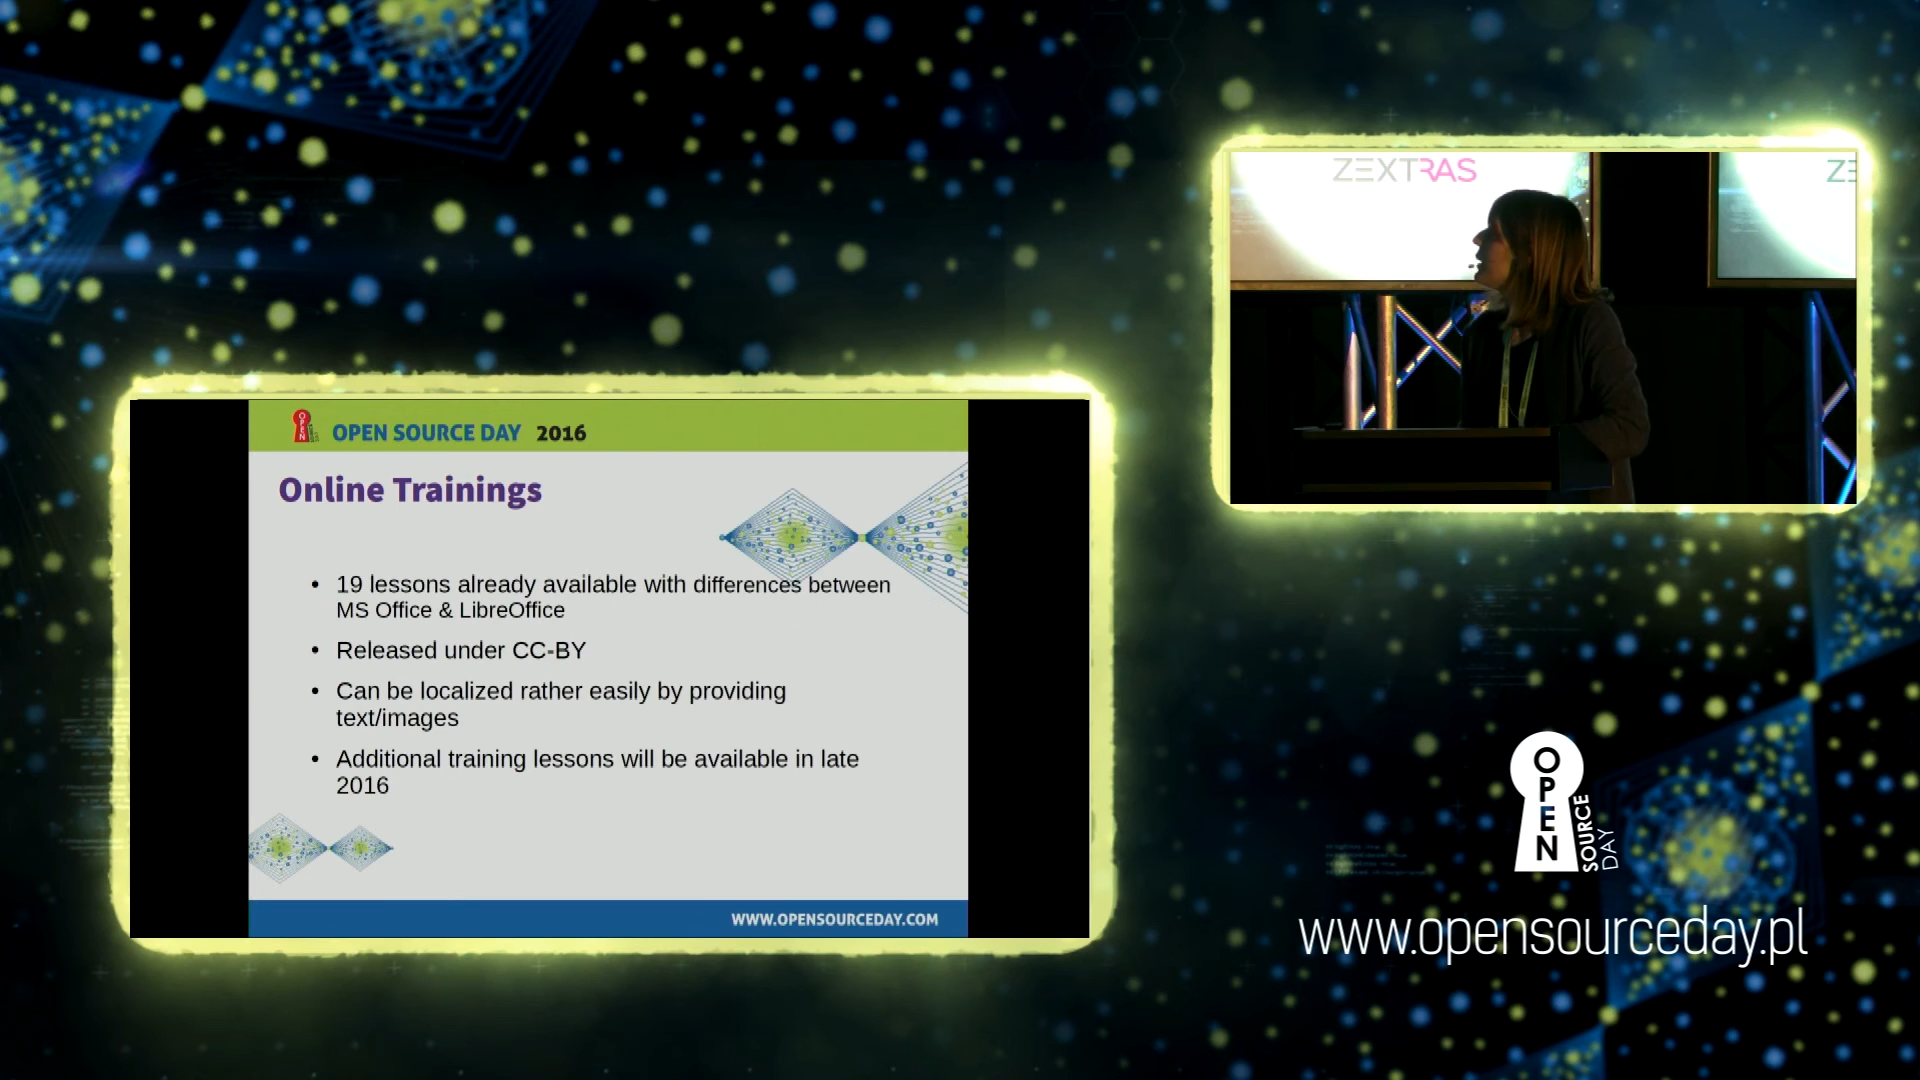 ZEXTRAS
ZE
OPEN
OPEN SOURCE DAY 2016
Online Trainings
• 19 lessons already available with differences between
MS Office & LibreOffice
• Released under CC-BY
• Can be localized rather easily by providing
text/images
• Additional training lessons will be available in late
2016
WWW.OPENSOURCEDAY.COM
OPEN
SOURCE
DAY
www.opensourceday.pl